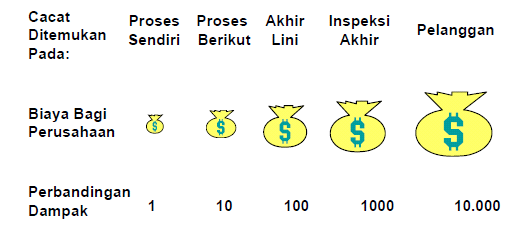 Cacat
Ditemukan
Pada:
Proses
Sendiri
Proses
Berikut
Akhir
Lini
Inspeksi
Akhir
Pelanggan
Biaya Bagi
Perusahaan
$ $ $ $ $
Perbandingan
Dampak
1 10 100 1000 10.000